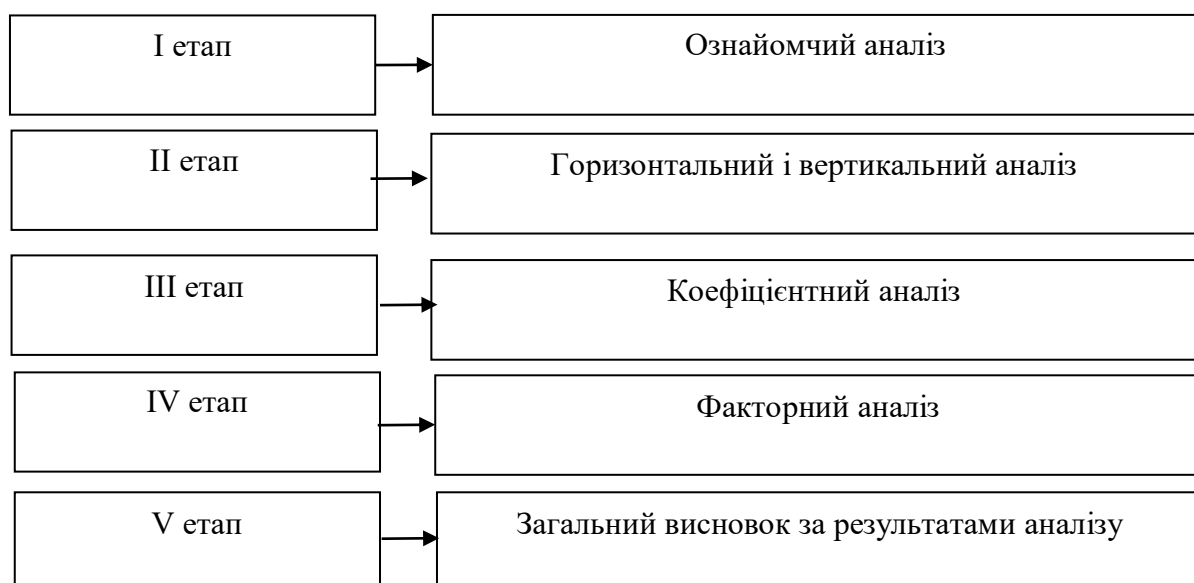 I етап
Ознайомчий аналіз
II етап
Горизонтальний і вертикальний аналіз
III етап
Коефіцієнтний аналіз
IV етап
Факторний аналіз
V етап
Загальний висновок за результатами аналізу